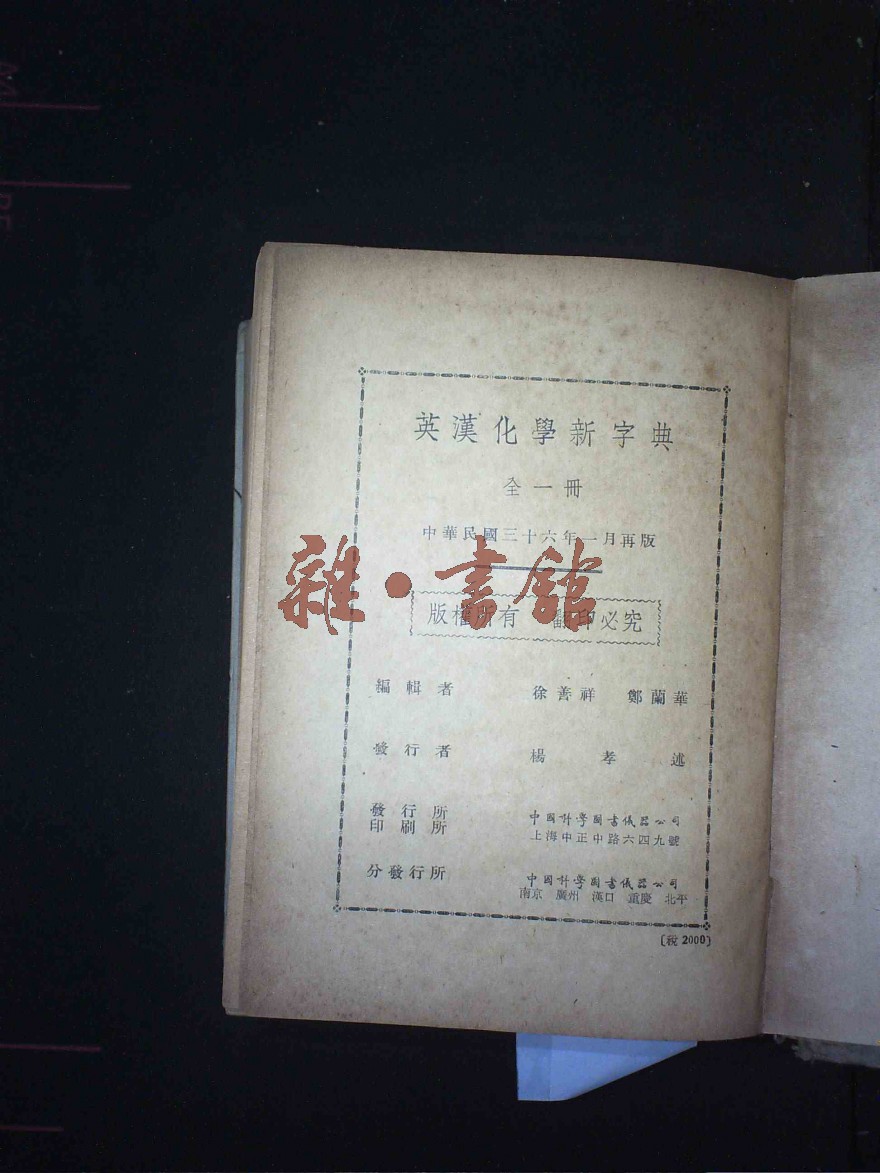 英漢化學新字典
全一冊
中華民國三十六年一月再版
雜·書館
版權所有 翻印必究
編輯者 徐善祥 鄭蘭華
發行者 楊孝述
發行所
印刷所
中國科學圖書儀器公司
上海中正中路六四九號
分發行所 中國科學圖書儀器公司
南京 廣州 漢口 重慶 北平
〔稅 2000〕